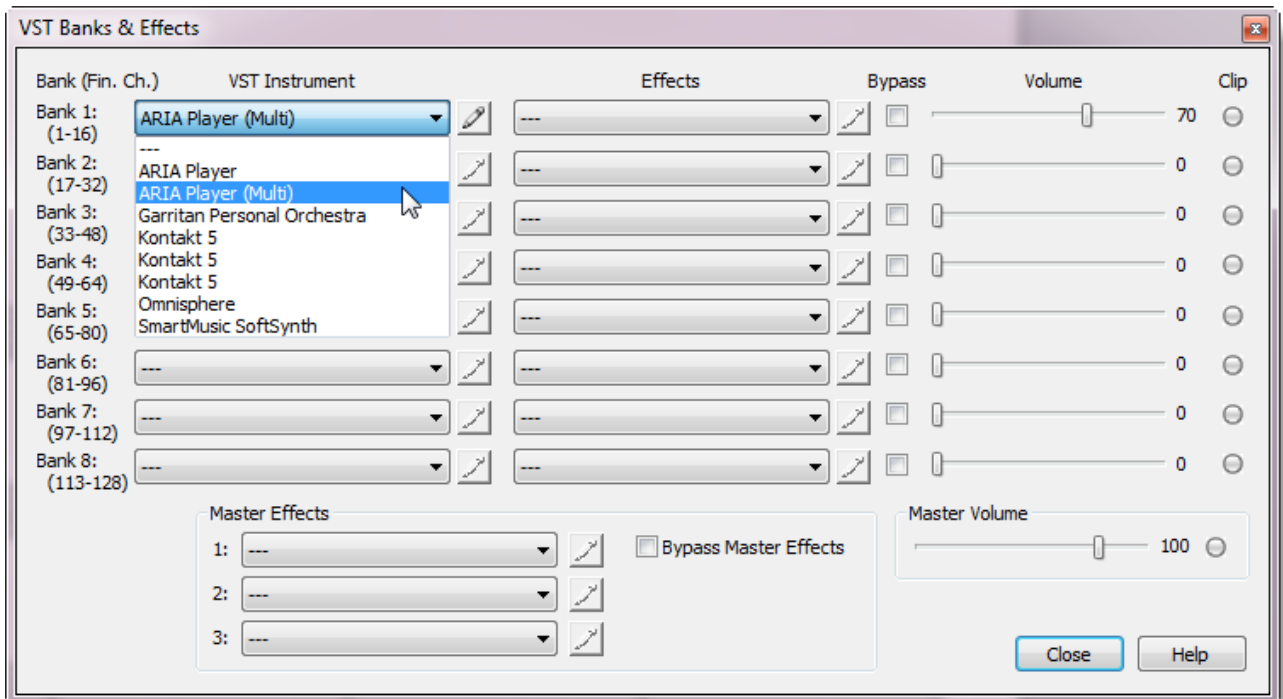 VST Banks & Effects
Bank (Fin. Ch.) VST Instrument Effects Bypass Volume Clip
Bank 1: ARIA Player (Multi) --- 70
(1-16)
---
Bank 2: ARIA Player --- 0
(17-32) ARIA Player (Multi)
Bank 3: Garritan Personal Orchestra --- 0
(33-48) Kontakt 5
Bank 4: Kontakt 5 --- 0
(49-64) Kontakt 5
Bank 5: Omnisphere --- 0
(65-80) SmartMusic SoftSynth
Bank 6: --- --- 0
(81-96)
Bank 7: --- --- 0
(97-112)
Bank 8: --- --- 0
(113-128)
Master Effects Master Volume
1: --- Bypass Master Effects 100
2: ---
3: ---
Close Help